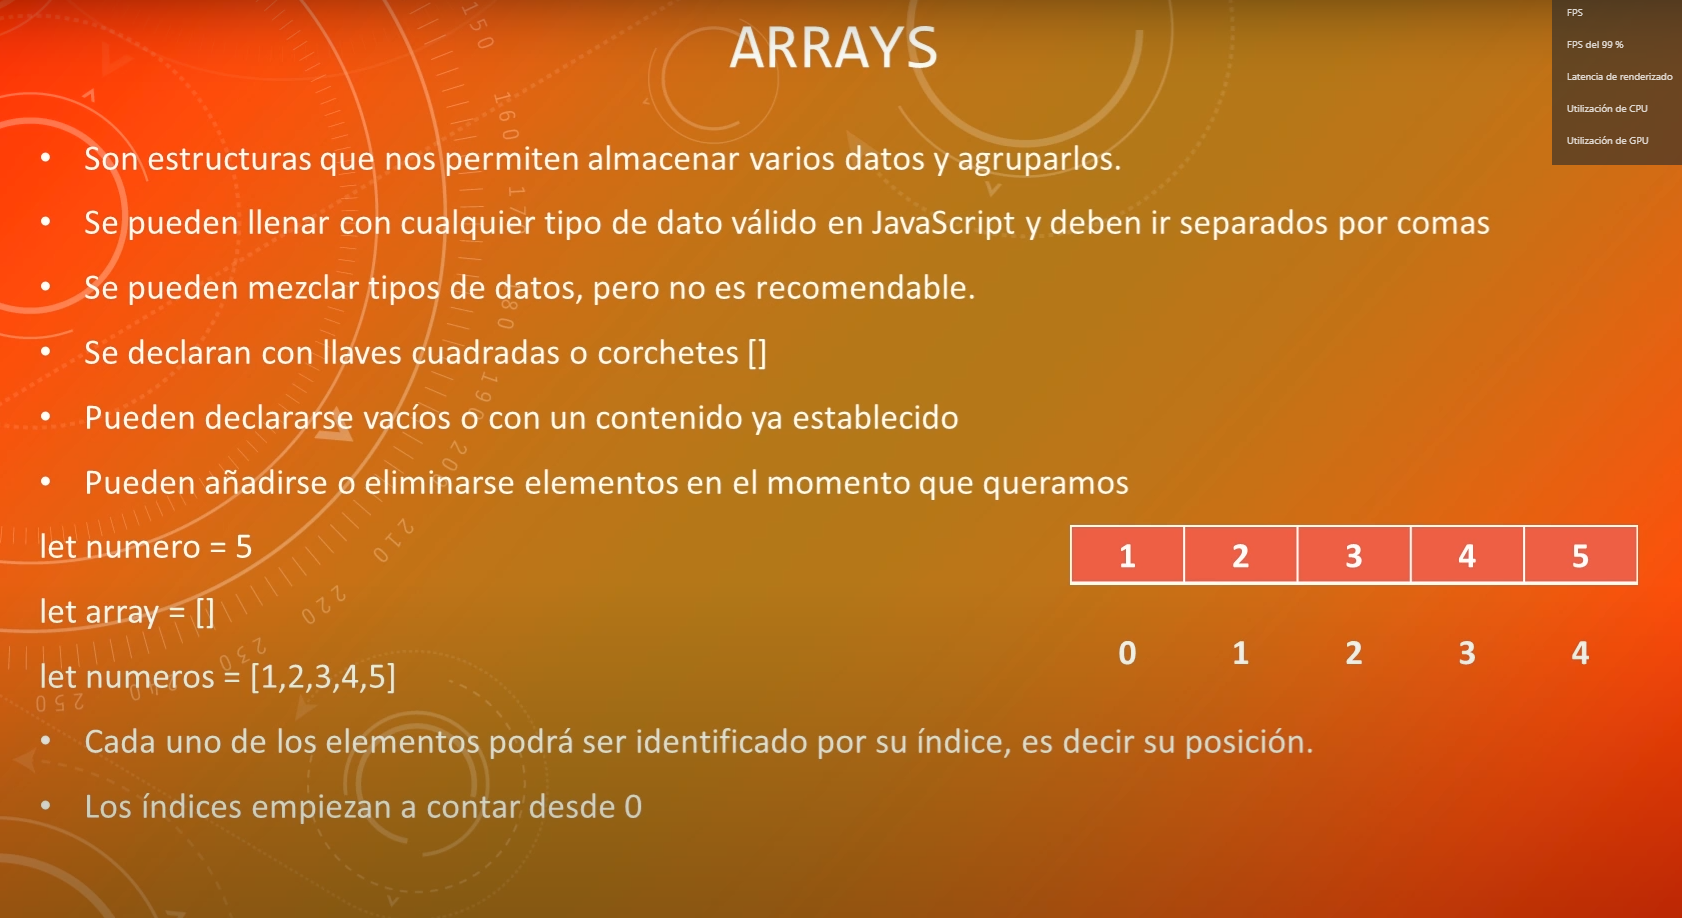 ARRAYS
FPS
FPS del 99 %
Latencia de renderizado
Utilización de CPU
Utilización de GPU
• Son estructuras que nos permiten almacenar varios datos y agruparlos.
• Se pueden llenar con cualquier tipo de dato válido en JavaScript y deben ir separados por comas
• Se pueden mezclar tipos de datos, pero no es recomendable.
• Se declaran con llaves cuadradas o corchetes []
• Pueden declararse vacíos o con un contenido ya establecido
• Pueden añadirse o eliminarse elementos en el momento que queramos
let numero = 5
let array = []
let numeros = [1,2,3,4,5]
1 2 3 4 5
0 1 2 3 4
• Cada uno de los elementos podrá ser identificado por su índice, es decir su posición.
• Los índices empiezan a contar desde 0
150
160
170
180
190
200
210
220
230
240
250